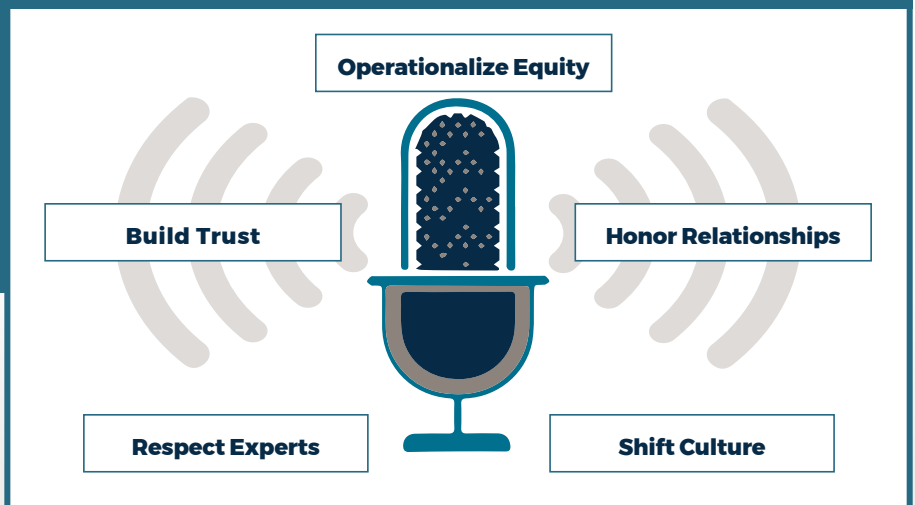 Operationalize Equity
Build Trust
Honor Relationships
Respect Experts
Shift Culture